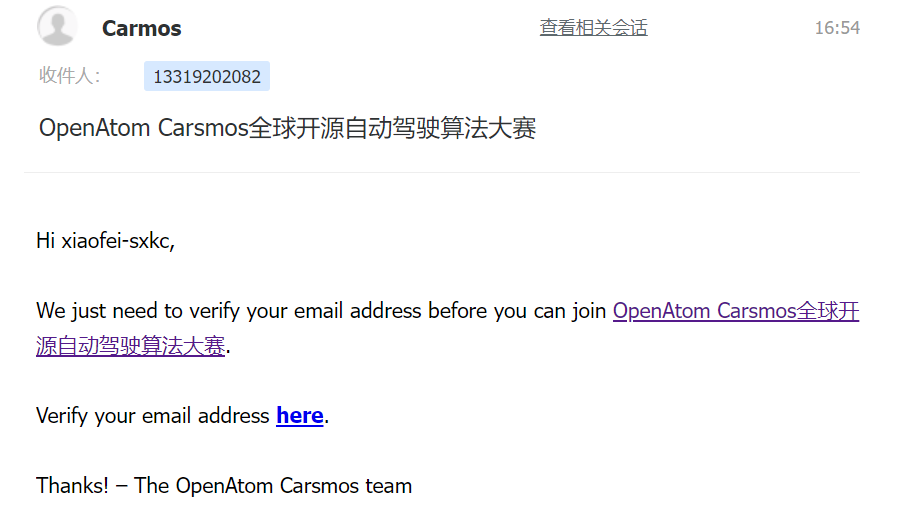 Carmos
查看相关会话
16:54
收件人：
13319202082
OpenAtom Carsmos全球开源自动驾驶算法大赛
Hi xiaofei-sxkc,
We just need to verify your email address before you can join OpenAtom Carsmos全球开
源自动驾驶算法大赛.
Verify your email address here.
Thanks! – The OpenAtom Carsmos team